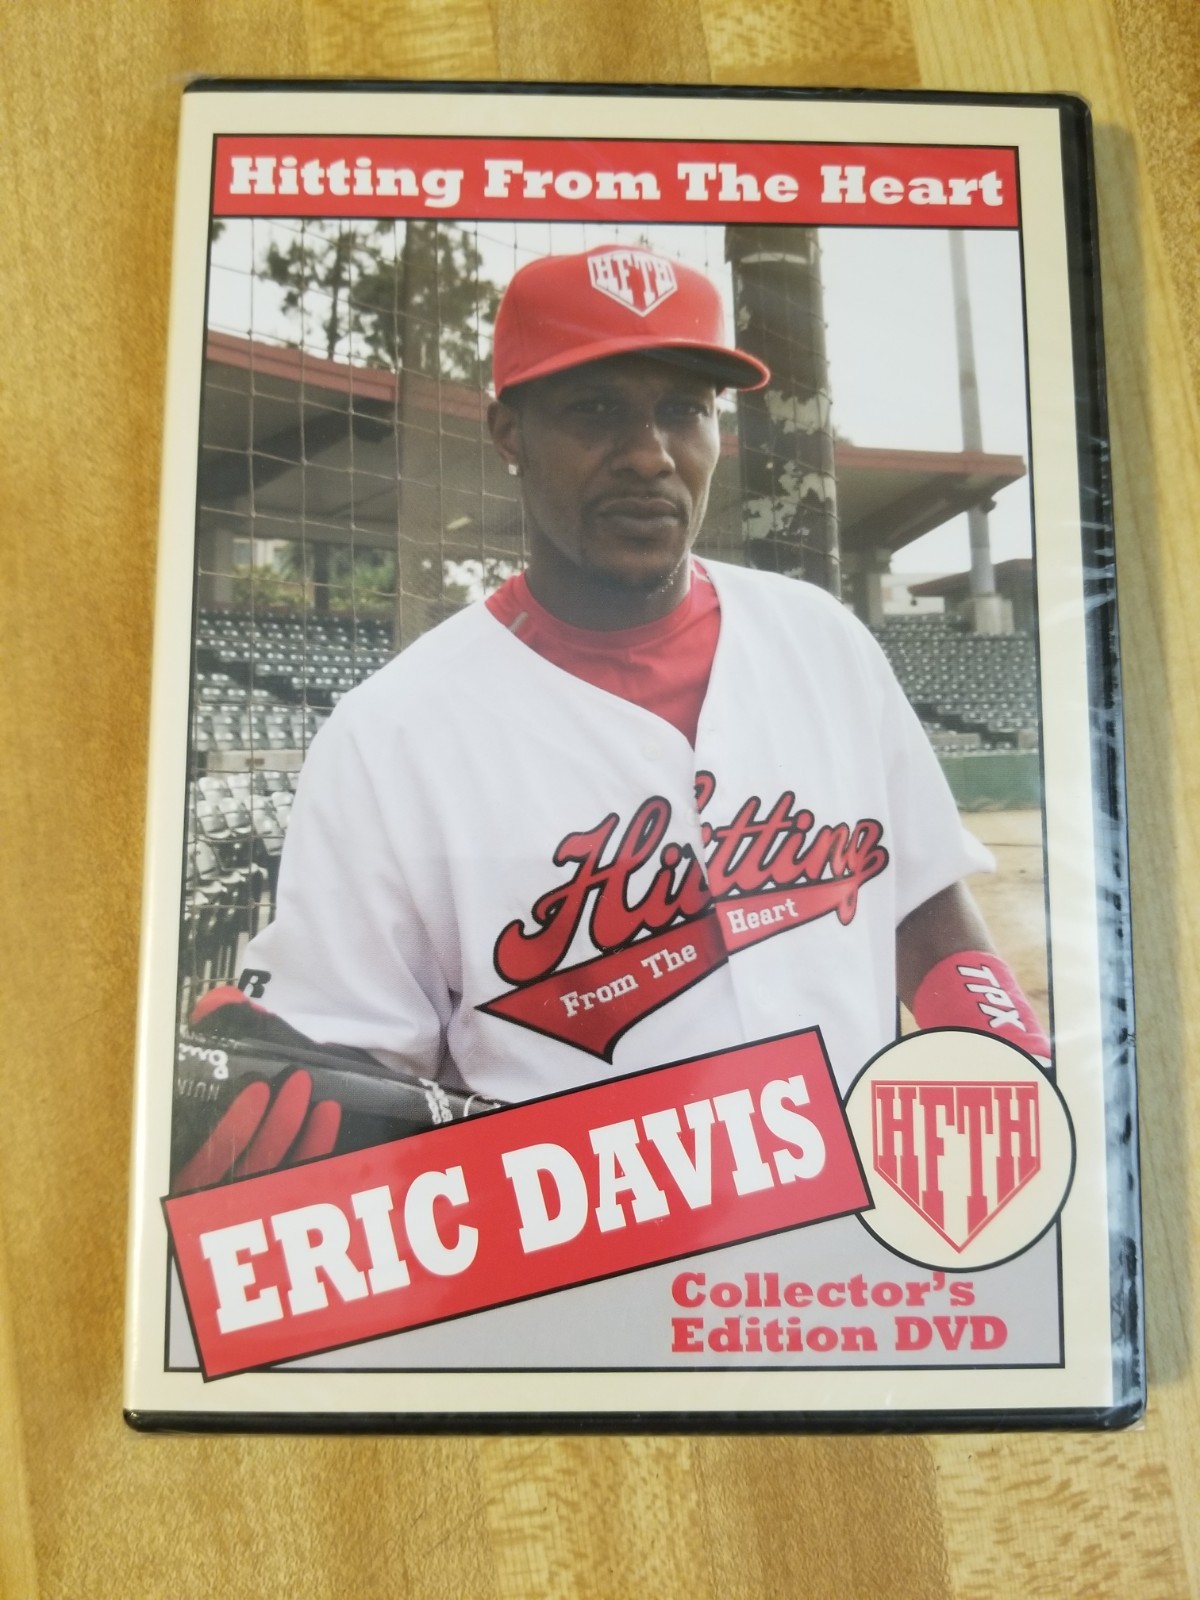 Hitting From The Heart
HFTH
Hitting
From The Heart
R
TPX
ERIC DAVIS
HFTH
Collector's
Edition DVD